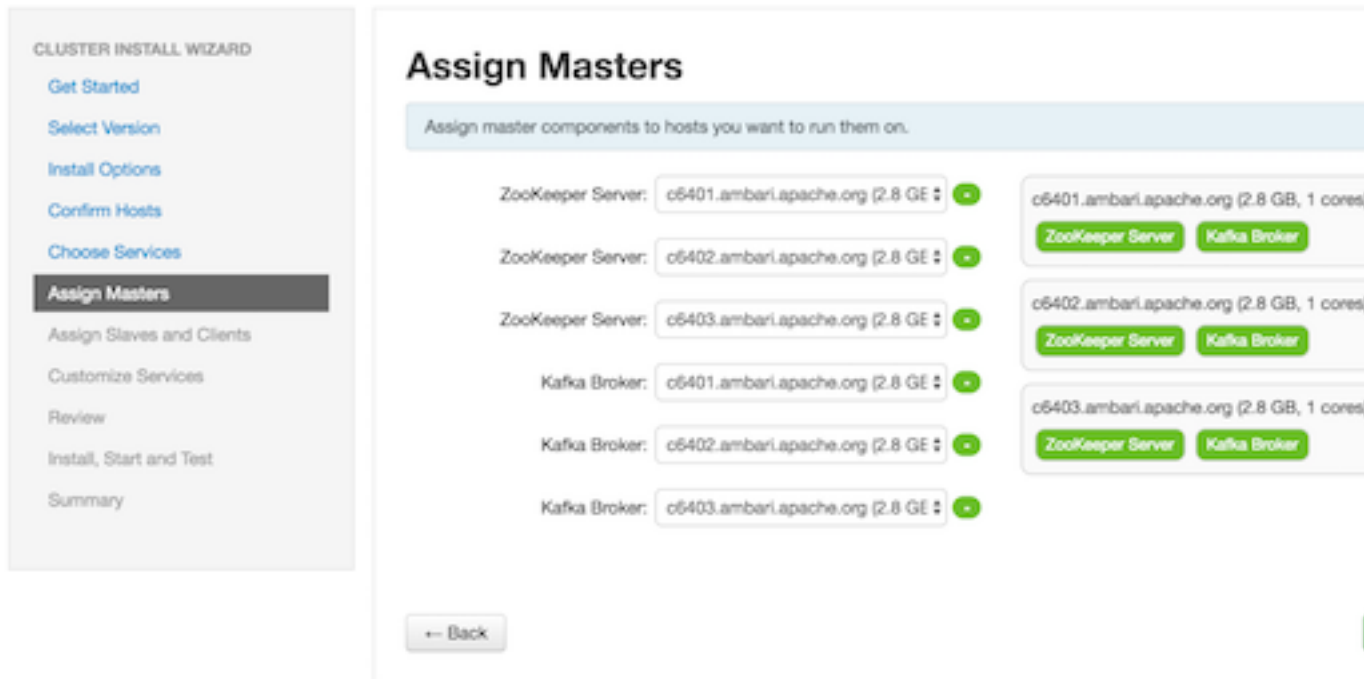 CLUSTER INSTALL WIZARD
Get Started
Select Version
Install Options
Confirm Hosts
Choose Services
Assign Masters
Assign Slaves and Clients
Customize Services
Review
Install, Start and Test
Summary
Assign Masters
Assign master components to hosts you want to run them on.
ZooKeeper Server: c6401.ambari.apache.org (2.8 GE -
ZooKeeper Server: c6402.ambari.apache.org (2.8 GE -
ZooKeeper Server: c6403.ambari.apache.org (2.8 GE -
Kafka Broker: c6401.ambari.apache.org (2.8 GE -
Kafka Broker: c6402.ambari.apache.org (2.8 GE -
Kafka Broker: c6403.ambari.apache.org (2.8 GE -
c6401.ambari.apache.org (2.8 GB, 1 cores)
ZooKeeper Server Kafka Broker
c6402.ambari.apache.org (2.8 GB, 1 cores)
ZooKeeper Server Kafka Broker
c6403.ambari.apache.org (2.8 GB, 1 cores)
ZooKeeper Server Kafka Broker
← Back